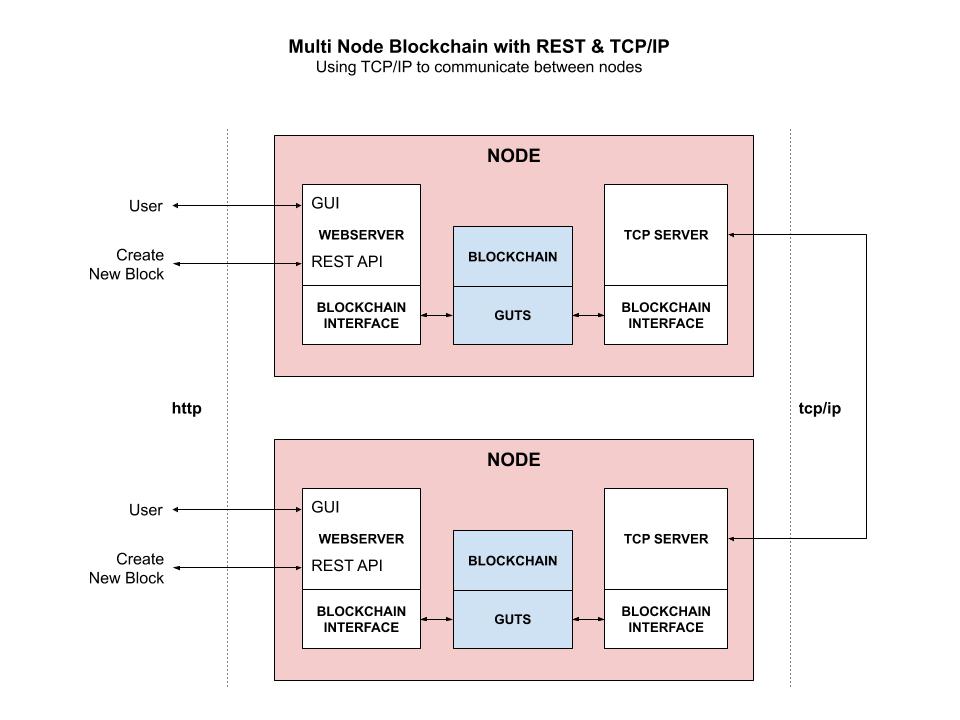 Multi Node Blockchain with REST & TCP/IP
Using TCP/IP to communicate between nodes
NODE
User
GUI
WEBSERVER
TCP SERVER
Create
New Block
REST API
BLOCKCHAIN
BLOCKCHAIN
INTERFACE
GUTS
BLOCKCHAIN
INTERFACE
http
tcp/ip
NODE
User
GUI
WEBSERVER
TCP SERVER
Create
New Block
REST API
BLOCKCHAIN
BLOCKCHAIN
INTERFACE
GUTS
BLOCKCHAIN
INTERFACE